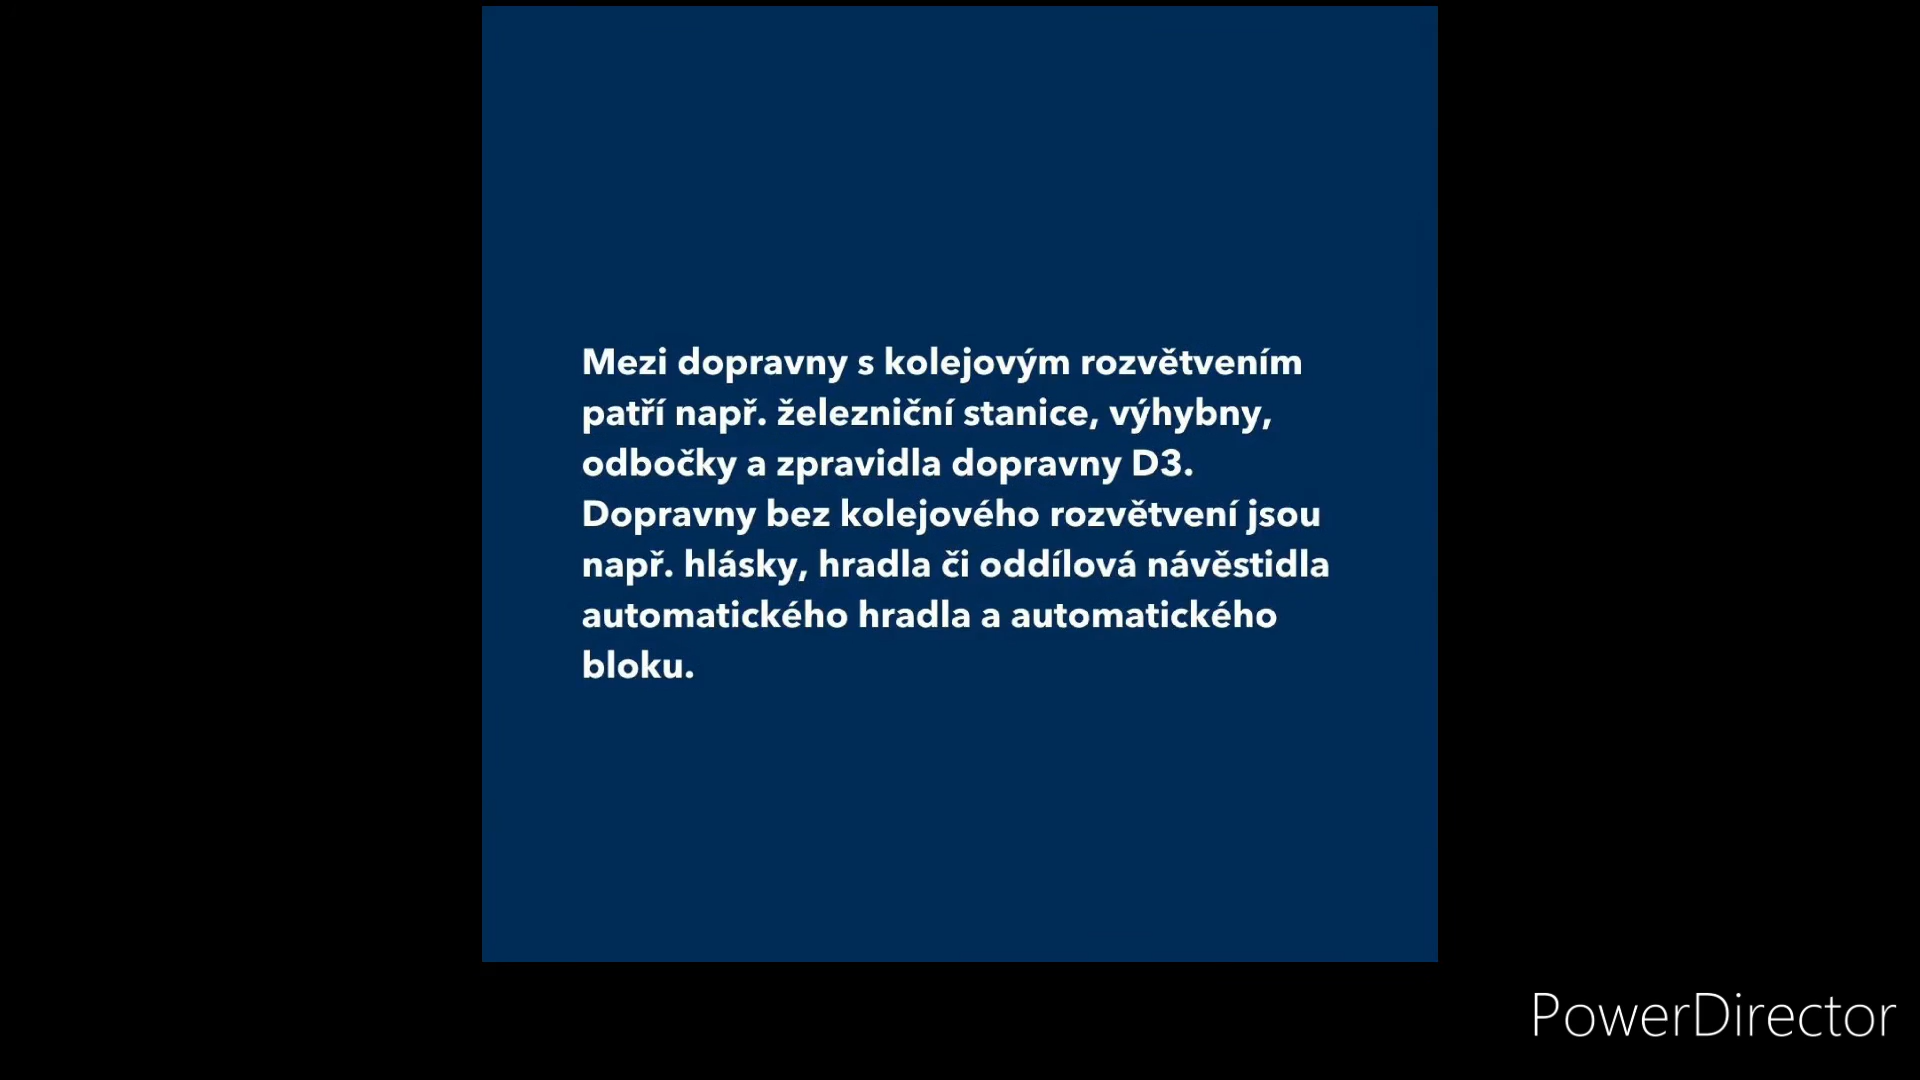 Mezi dopravny s kolejovým rozvětvením
patří např. železniční stanice, výhybny,
odbočky a zpravidla dopravny D3.
Dopravny bez kolejového rozvětvení jsou
např. hlásky, hradla či oddílová návěstidla
automatického hradla a automatického
bloku.
PowerDirector